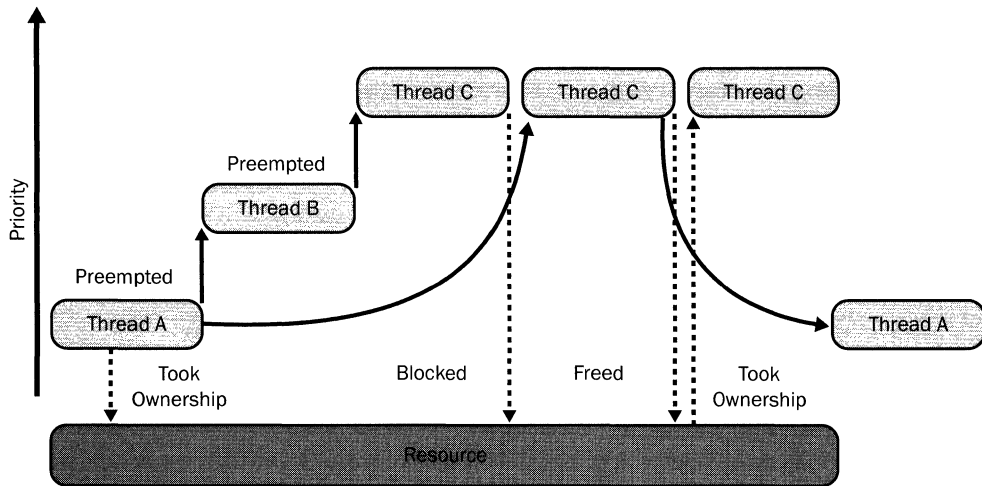 Priority
Thread C
Thread C
Thread C
Preempted
Thread B
Preempted
Thread A
Thread A
Took
Ownership
Blocked
Freed
Took
Ownership
Resource